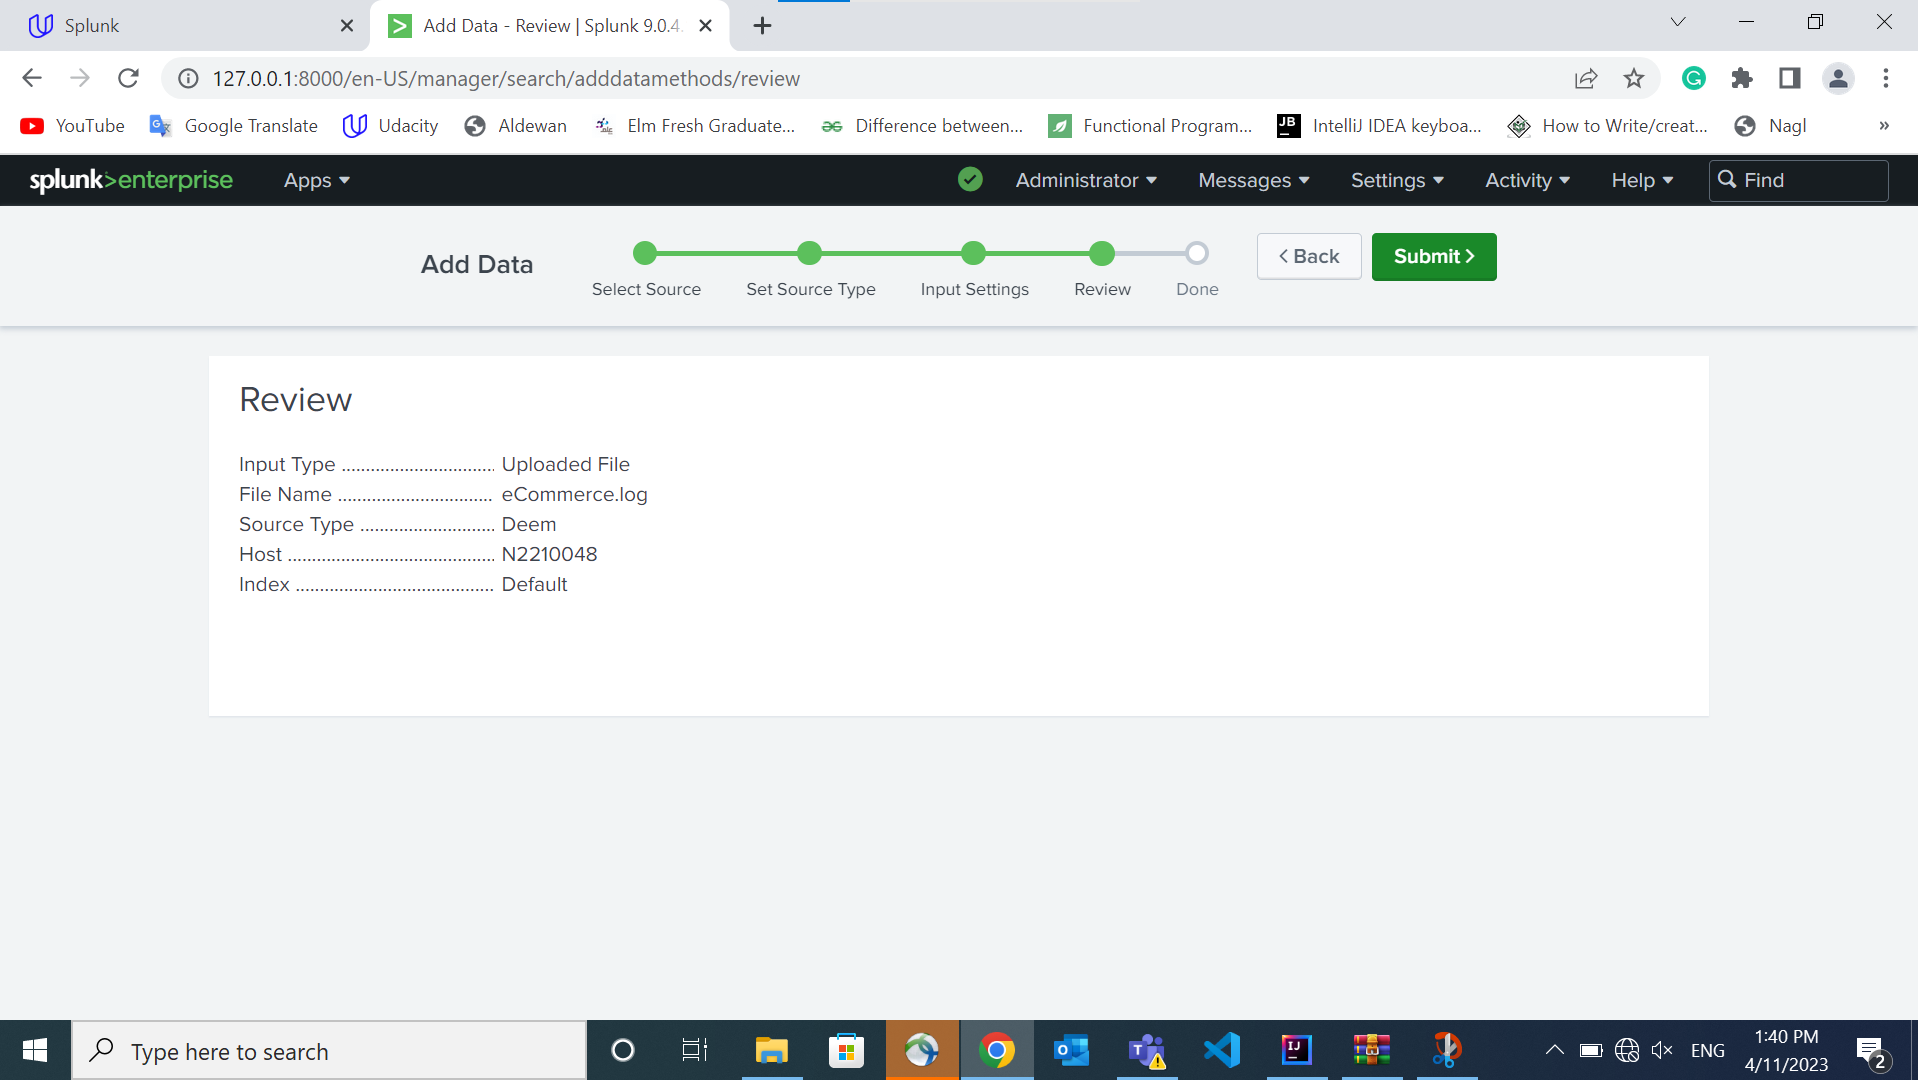 Splunk
Add Data - Review | Splunk 9.0.4
127.0.0.1:8000/en-US/manager/search/adddatamethods/review
YouTube Google Translate Udacity Aldewan Elm Fresh Graduate... Difference between... Functional Program... IntelliJ IDEA keyboa... How to Write/creat... Nagl »
splunk>enterprise Apps Administrator Messages Settings Activity Help Find
Add Data
Select Source Set Source Type Input Settings Review Done
< Back Submit >
Review
Input Type ............................... Uploaded File
File Name ................................ eCommerce.log
Source Type ............................ Deem
Host ........................................... N2210048
Index ......................................... Default
Type here to search
ENG
1:40 PM
4/11/2023
2